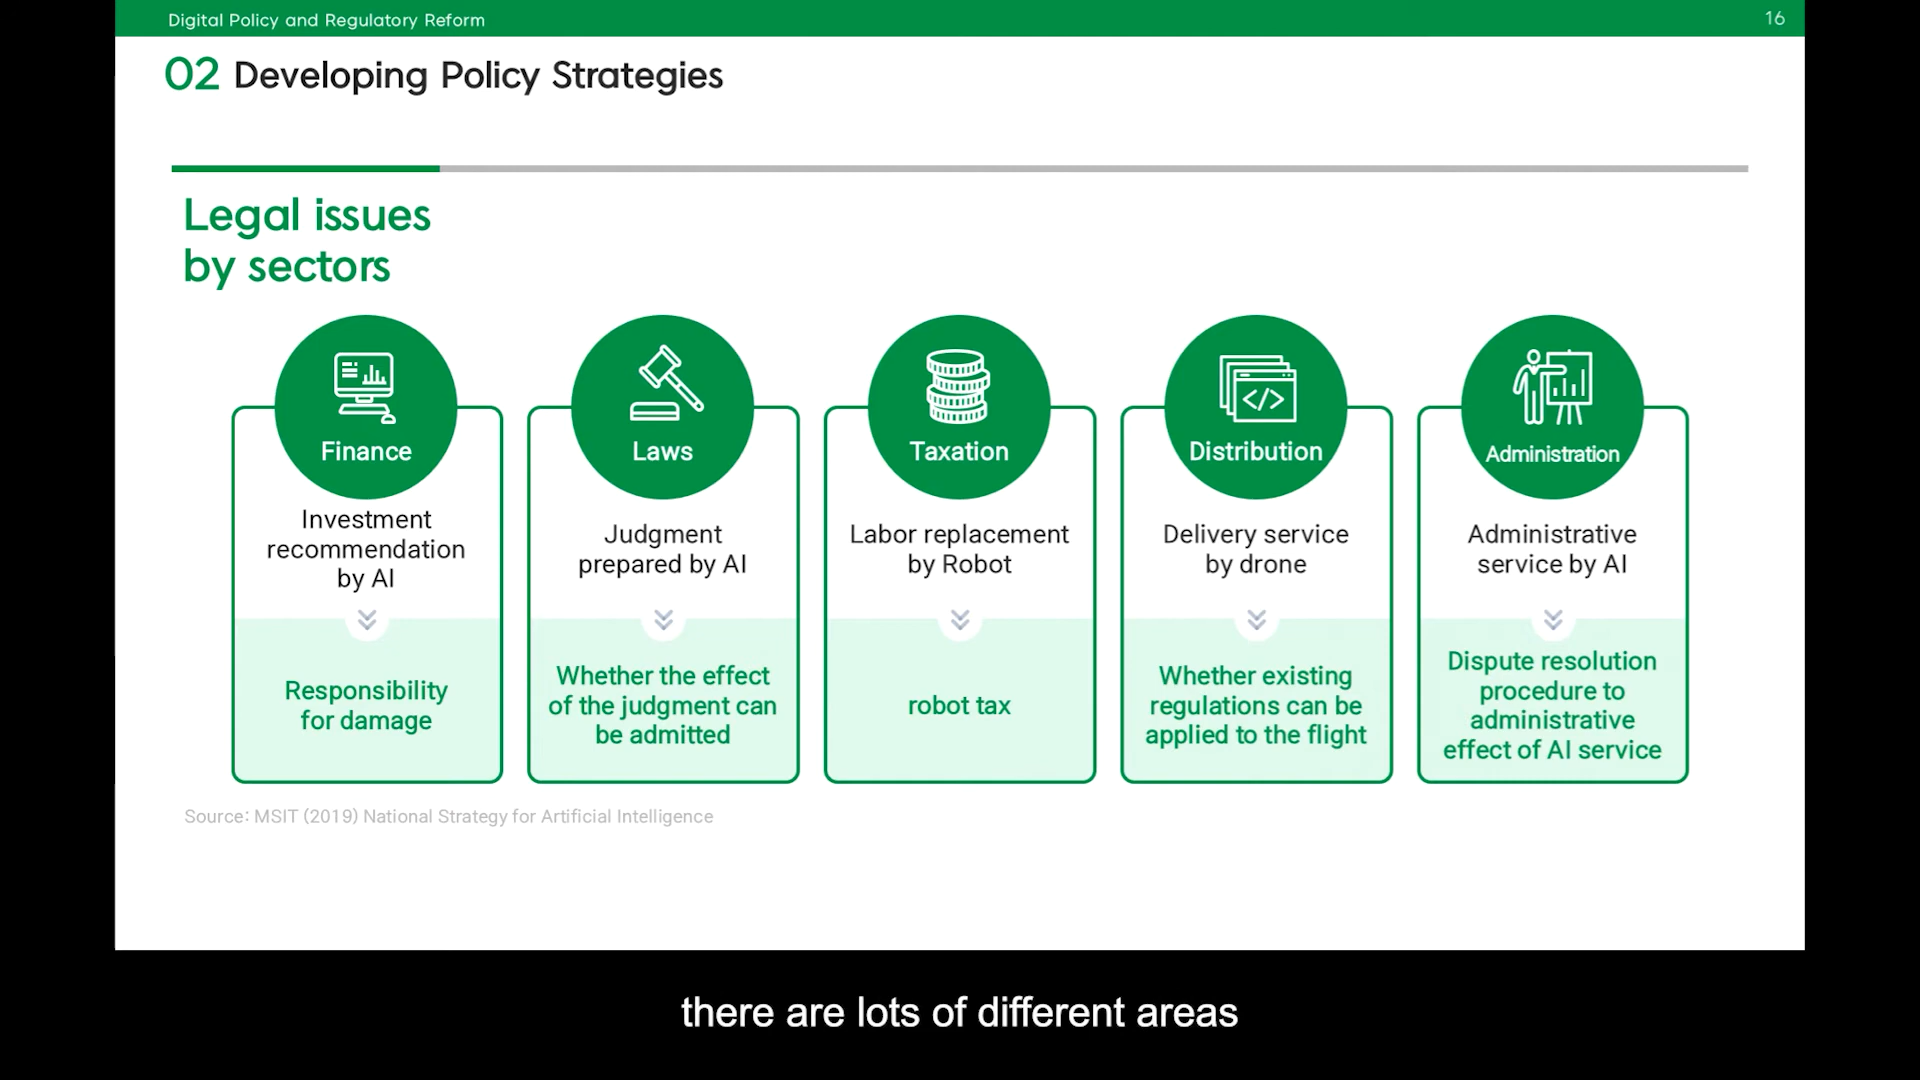 Digital Policy and Regulatory Reform
16
02 Developing Policy Strategies
Legal issues
by sectors
Finance
Investment
recommendation
by AI
Responsibility
for damage
Laws
Judgment
prepared by AI
Whether the effect
of the judgment can
be admitted
Taxation
Labor replacement
by Robot
robot tax
Distribution
</>
Delivery service
by drone
Whether existing
regulations can be
applied to the flight
Administration
Administrative
service by AI
Dispute resolution
procedure to
administrative
effect of AI service
Source: MSIT (2019) National Strategy for Artificial Intelligence
there are lots of different areas